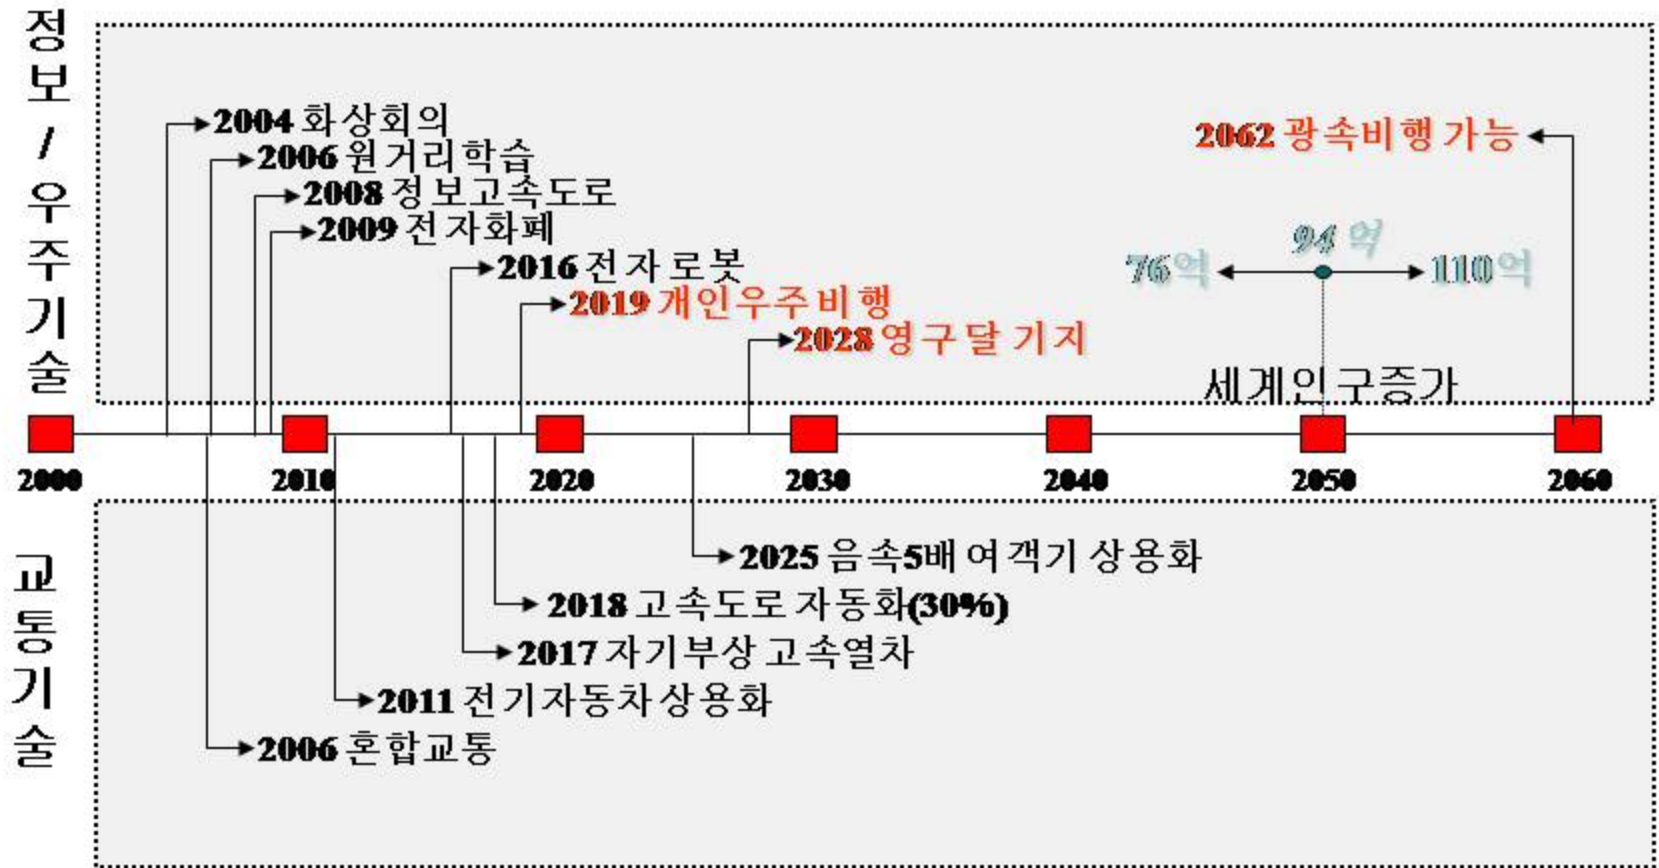 정보/우주기술
2004 화상회의
2006 원거리학습
2008 정보고속도로
2009 전자화폐
2016 전자로봇
2019 개인우주비행
2028 영구달 기지
2062 광속비행 가능
94억
76억
110억
세계인구증가
2000 2010 2020 2030 2040 2050 2060
교통기술
2025 음속5배 여객기 상용화
2018 고속도로 자동화(30%)
2017 자기부상 고속열차
2011 전기자동차 상용화
2006 혼합교통